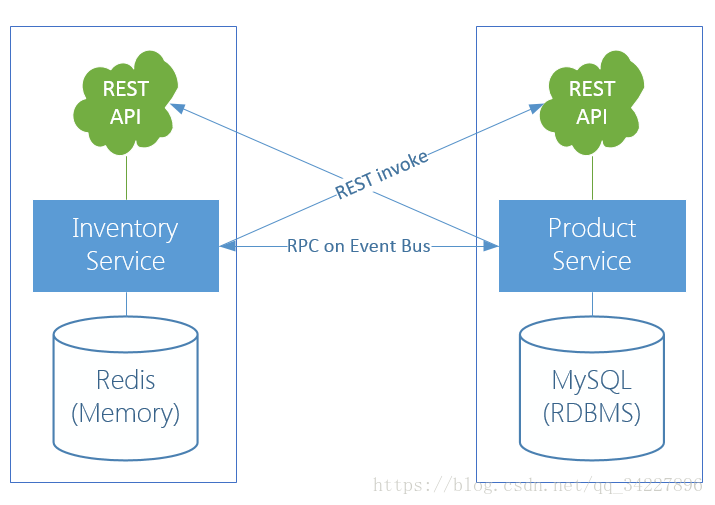 REST
API
REST
API
REST invoke
Inventory
Service
RPC on Event Bus
Product
Service
Redis
(Memory)
MySQL
(RDBMS)
https://blog.csdn.net/qq_34227896